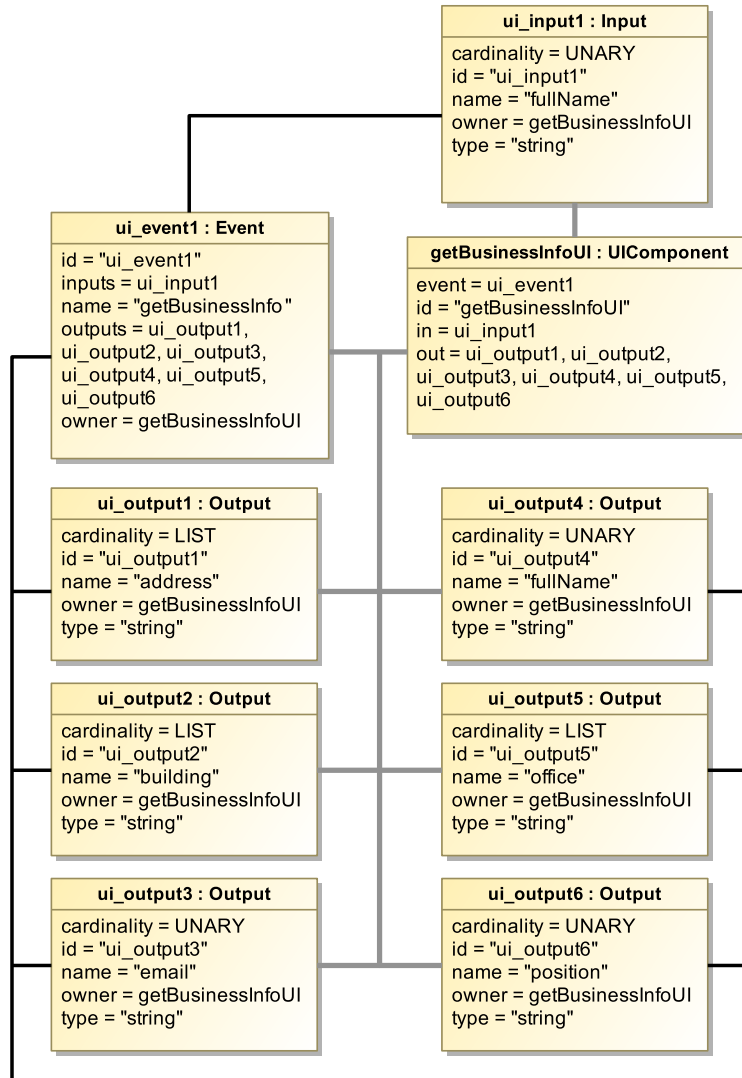 ui_input1 : Input
cardinality = UNARY
id = "ui_input1"
name = "fullName"
owner = getBusinessInfoUI
type = "string"
ui_event1 : Event
id = "ui_event1"
inputs = ui_input1
name = "getBusinessInfo"
outputs = ui_output1,
ui_output2, ui_output3,
ui_output4, ui_output5,
ui_output6
owner = getBusinessInfoUI
getBusinessInfoUI : UIComponent
event = ui_event1
id = "getBusinessInfoUI"
in = ui_input1
out = ui_output1, ui_output2,
ui_output3, ui_output4, ui_output5,
ui_output6
ui_output1 : Output
cardinality = LIST
id = "ui_output1"
name = "address"
owner = getBusinessInfoUI
type = "string"
ui_output4 : Output
cardinality = UNARY
id = "ui_output4"
name = "fullName"
owner = getBusinessInfoUI
type = "string"
ui_output2 : Output
cardinality = LIST
id = "ui_output2"
name = "building"
owner = getBusinessInfoUI
type = "string"
ui_output5 : Output
cardinality = LIST
id = "ui_output5"
name = "office"
owner = getBusinessInfoUI
type = "string"
ui_output3 : Output
cardinality = UNARY
id = "ui_output3"
name = "email"
owner = getBusinessInfoUI
type = "string"
ui_output6 : Output
cardinality = UNARY
id = "ui_output6"
name = "position"
owner = getBusinessInfoUI
type = "string"